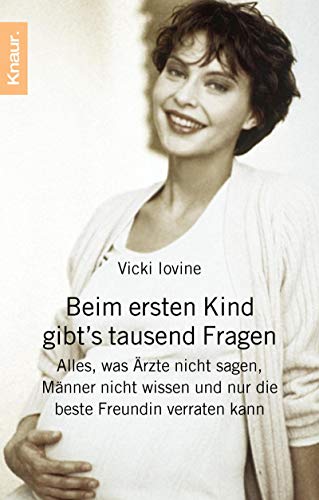 Knaur.
Vicki Iovine
Beim ersten Kind
gibt's tausend Fragen
Alles, was Ärzte nicht sagen,
Männer nicht wissen und nur die
beste Freundin verraten kann